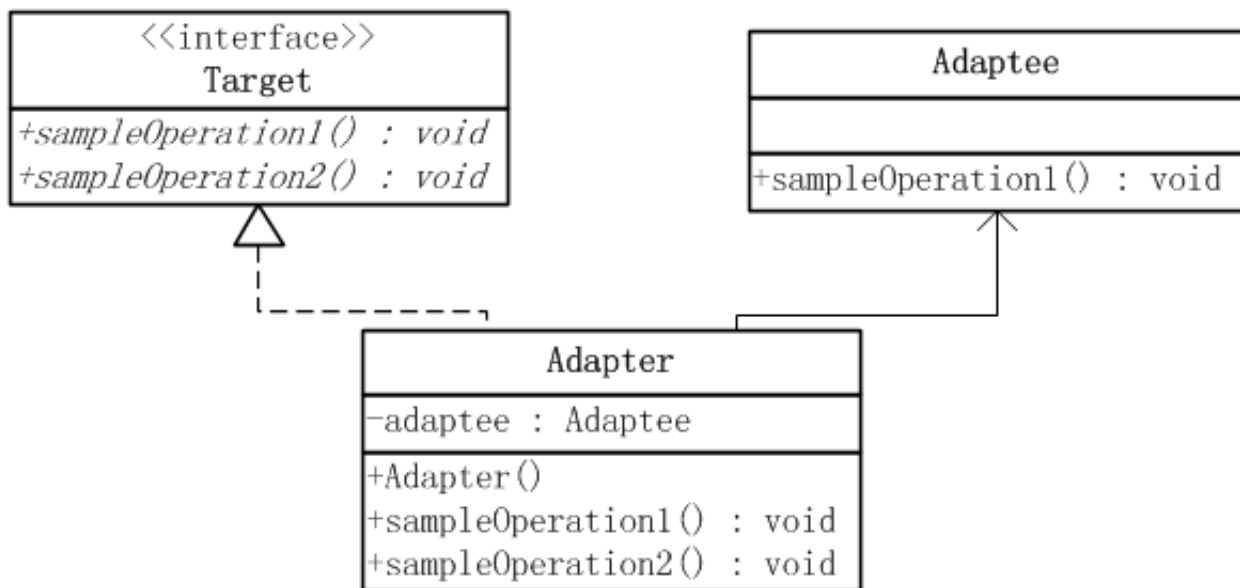 <<interface>>
Target
+sampleOperation1() : void
+sampleOperation2() : void
Adaptee
+sampleOperation1() : void
Adapter
-adaptee : Adaptee
+Adapter()
+sampleOperation1() : void
+sampleOperation2() : void